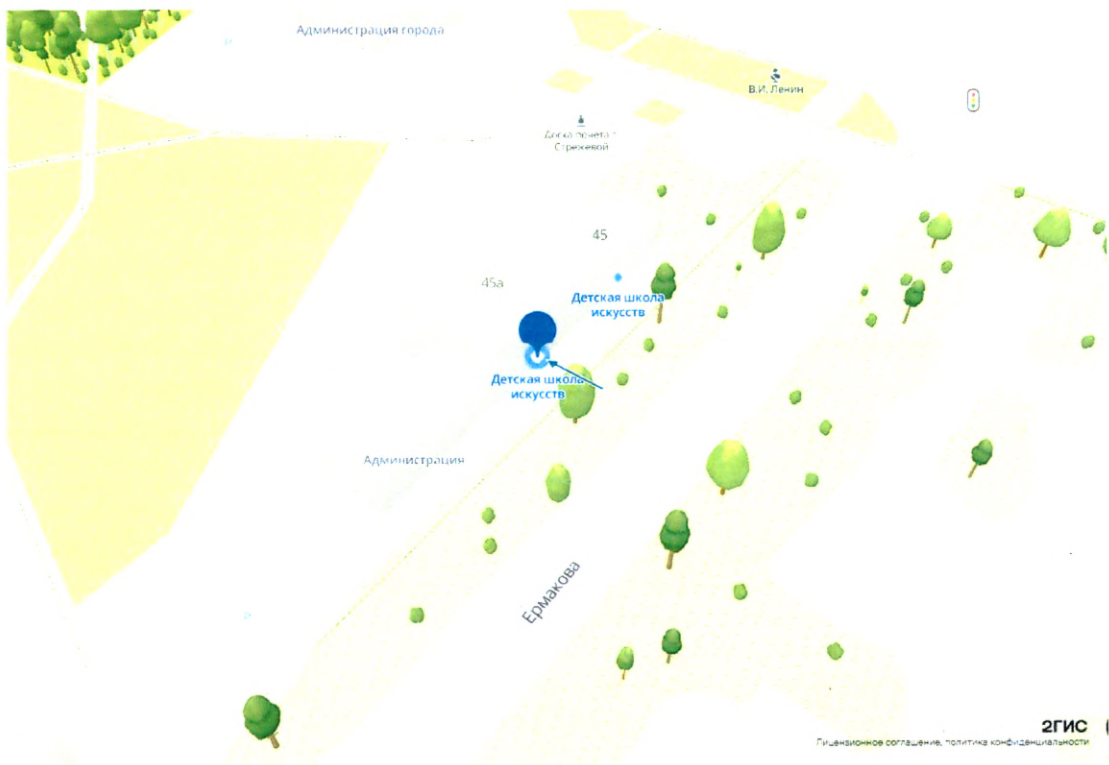 Администрация города
В.И. Ленин
Доска почета г.
Стрежевой
45
45а
Детская школа
искусств
Детская школа
искусств
Администрация
Ермакова
2ГИС
Лицензионное соглашение, политика конфиденциальности